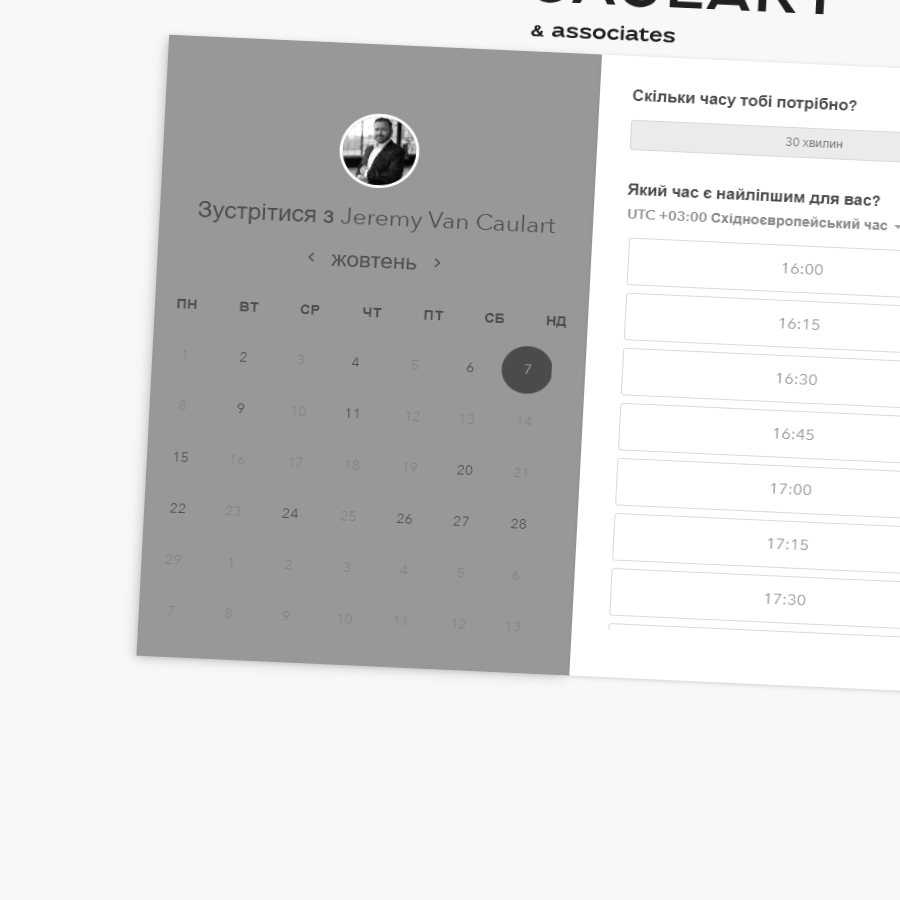 & associates
Зустрітися з Jeremy Van Caulart
< жовтень >
ПН ВТ СР ЧТ ПТ СБ НД
1 2 3 4 5 6 7
8 9 10 11 12 13 14
15 16 17 18 19 20 21
22 23 24 25 26 27 28
29 1 2 3 4 5 6
7 8 9 10 11 12 13
Скільки часу тобі потрібно?
30 хвилин
Який час є найліпшим для вас?
UTC +03:00 Східноєвропейський час
16:00
16:15
16:30
16:45
17:00
17:15
17:30